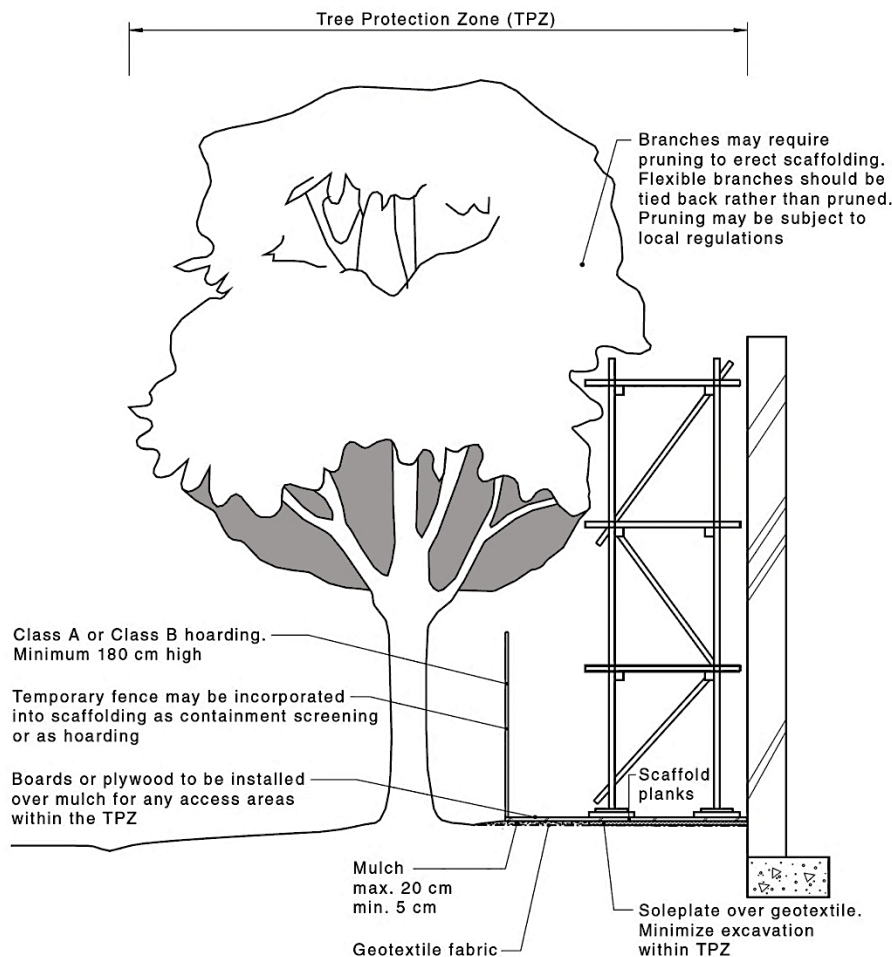 Tree Protection Zone (TPZ)
Branches may require
pruning to erect scaffolding.
Flexible branches should be
tied back rather than pruned.
Pruning may be subject to
local regulations
Class A or Class B hoarding.
Minimum 180 cm high
Temporary fence may be incorporated
into scaffolding as containment screening
or as hoarding
Boards or plywood to be installed
over mulch for any access areas
within the TPZ
Scaffold
planks
Mulch
max. 20 cm
min. 5 cm
Geotextile fabric
Soleplate over geotextile.
Minimize excavation
within TPZ